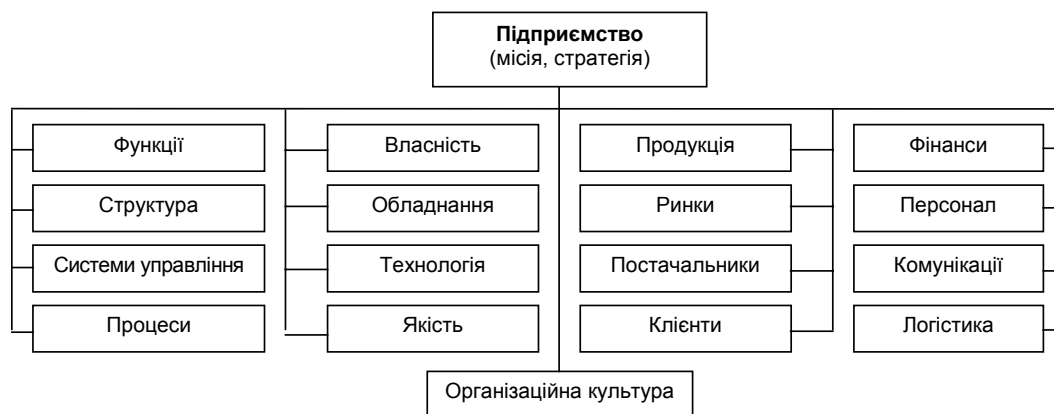 Підприємство
(місія, стратегія)
Функції
Власність
Продукція
Фінанси
Структура
Обладнання
Ринки
Персонал
Системи управління
Технологія
Постачальники
Комунікації
Процеси
Якість
Клієнти
Логістика
Організаційна культура